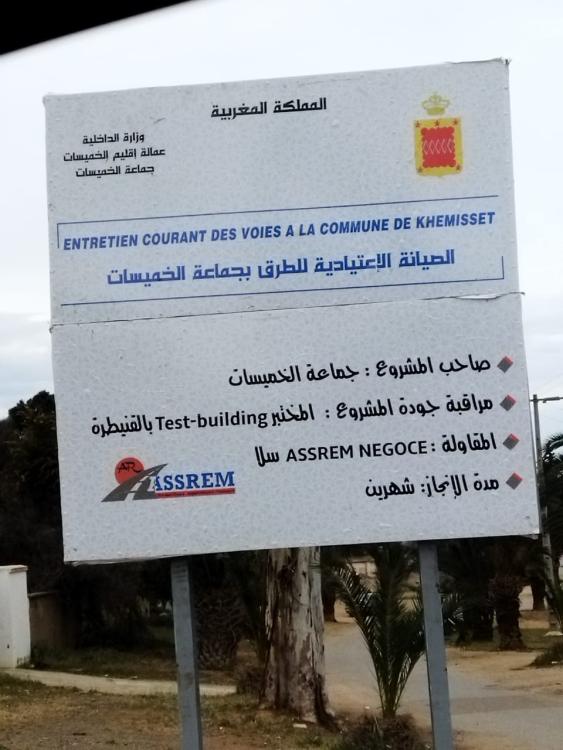 المملكة المغربية
وزارة الداخلية
عمالة إقليم الخميسات
جماعة الخميسات
ENTRETIEN COURANT DES VOIES A LA COMMUNE DE KHEMISSET
الصيانة الإعتيادية للطرق بجماعة الخميسات
صاحب المشروع : جماعة الخميسات
مراقبة جودة المشروع : المختبر Test-building بالقنيطرة
المقاولة : ASSREM NEGOCE سلا
مدة الإنجاز: شهرين
AR
ASSREM